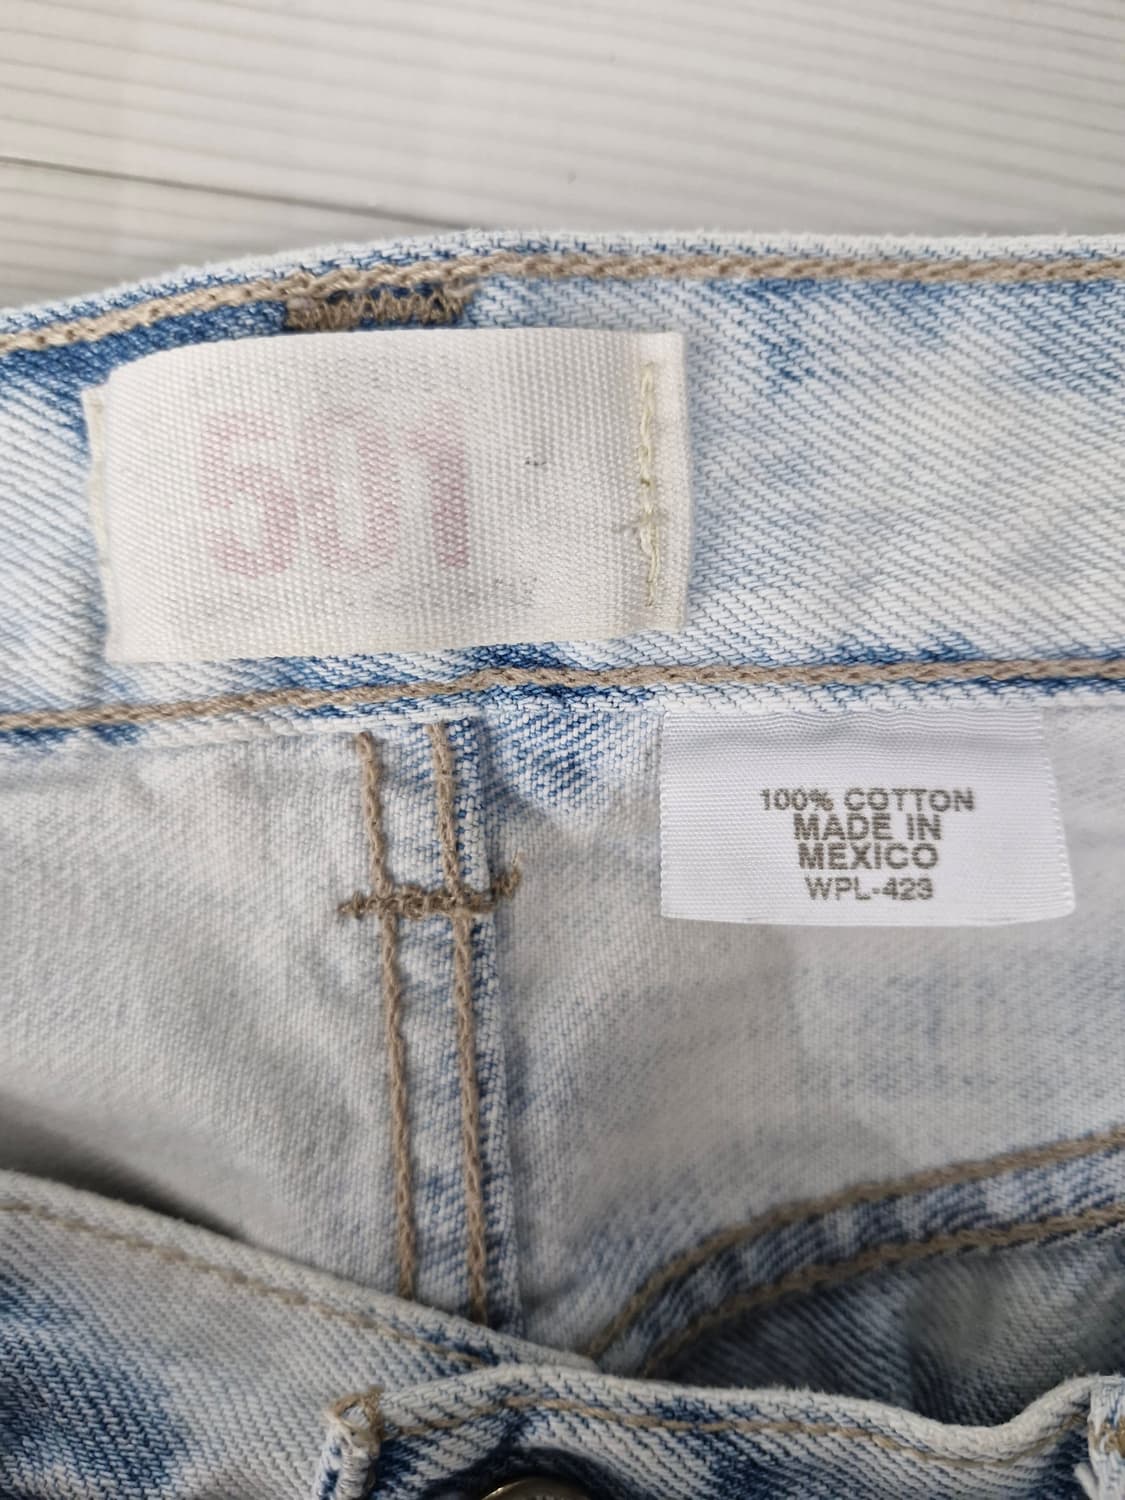 501
100% COTTON
MADE IN
MEXICO
WPL-423